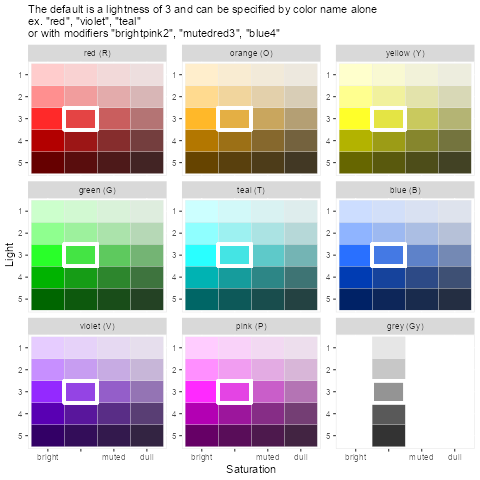 The default is a lightness of 3 and can be specified by color name alone
ex. "red", "violet", "teal"
or with modifiers "brightpink2", "mutedred3", "blue4"
red (R)
orange (O)
yellow (Y)
1
2
3
4
5
green (G)
teal (T)
blue (B)
1
2
3
4
5
Light
violet (V)
pink (P)
grey (Gy)
1
2
3
4
5
bright
muted
dull
bright
muted
dull
bright
muted
dull
Saturation